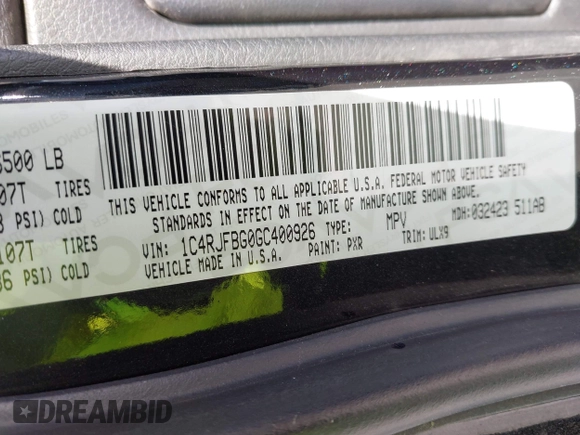 6500 LB
07T TIRES
PSI) COLD
107T TIRES
36 PSI) COLD
THIS VEHICLE CONFORMS TO ALL APPLICABLE U.S.A. FEDERAL MOTOR VEHICLE SAFETY
STANDARDS IN EFFECT ON THE DATE OF MANUFACTURE SHOWN ABOVE.
VIN: 1C4RJFBG0GC400926 TYPE: MPV MDH: 032423 511AB
VEHICLE MADE IN U.S.A. PAINT: PXR TRIM: ULX9
DREAMBID